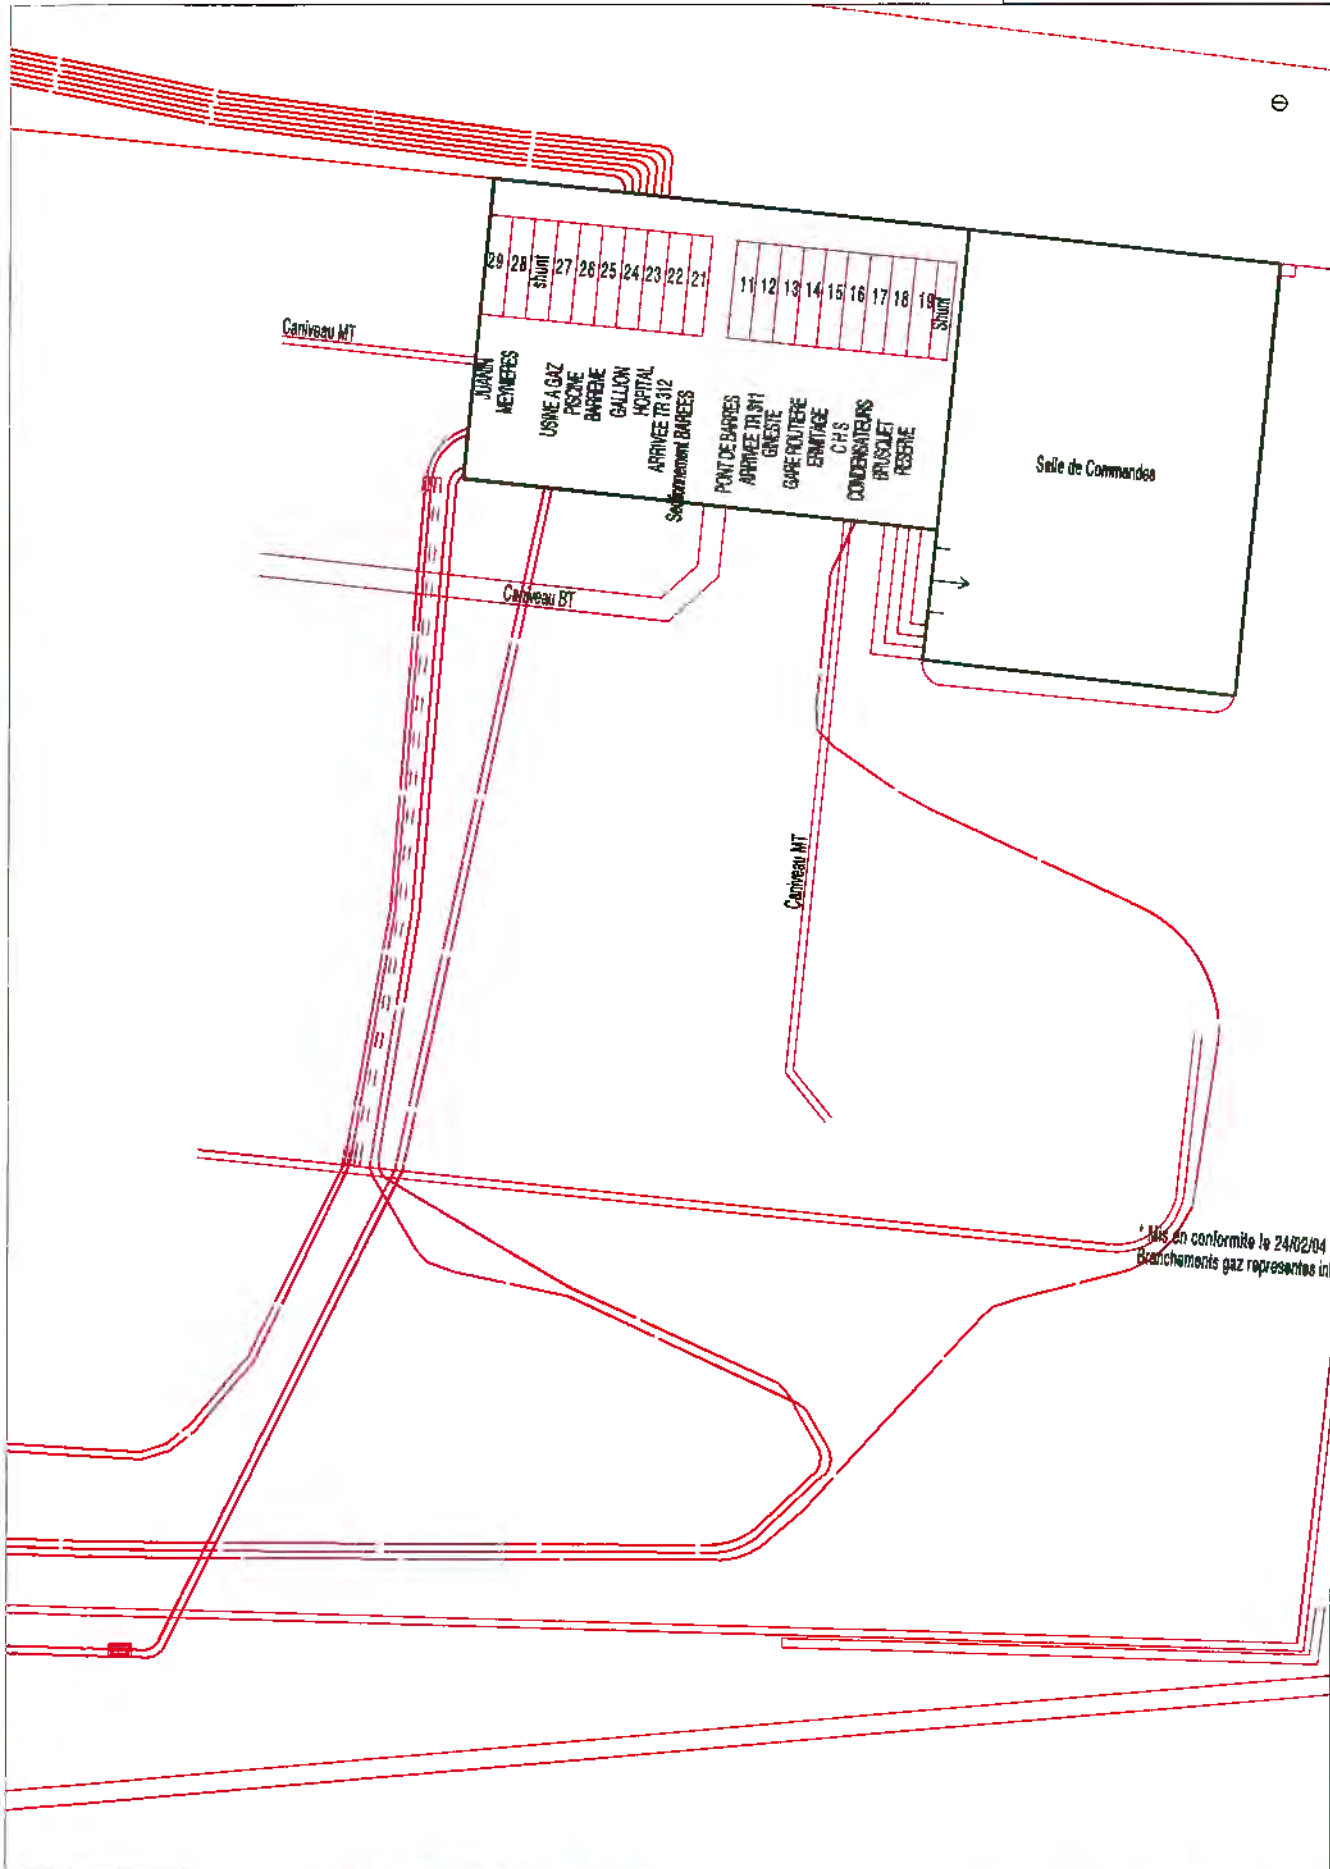 29
28
shunt
27
26
25
24
23
22
21
11
12
13
14
15
16
17
18
19
Shunt
Caniveau MT
MEYNIERES
USINE A GAZ
PISCINE
BARREME
GALLION
HOPITAL
ARRIVEE TR 312
Sectionnement BAREES
PONT DE BARRES
ARRIVEE TR 311
GINESTE
GARE ROUTIERE
ERMITAGE
C H S
CONDENSATEURS
BRUSQUET
RESERVE
Salle de Commandes
Caniveau BT
Caniveau MT
* Mis en conformite le 24/02/04
Branchements gaz representes in